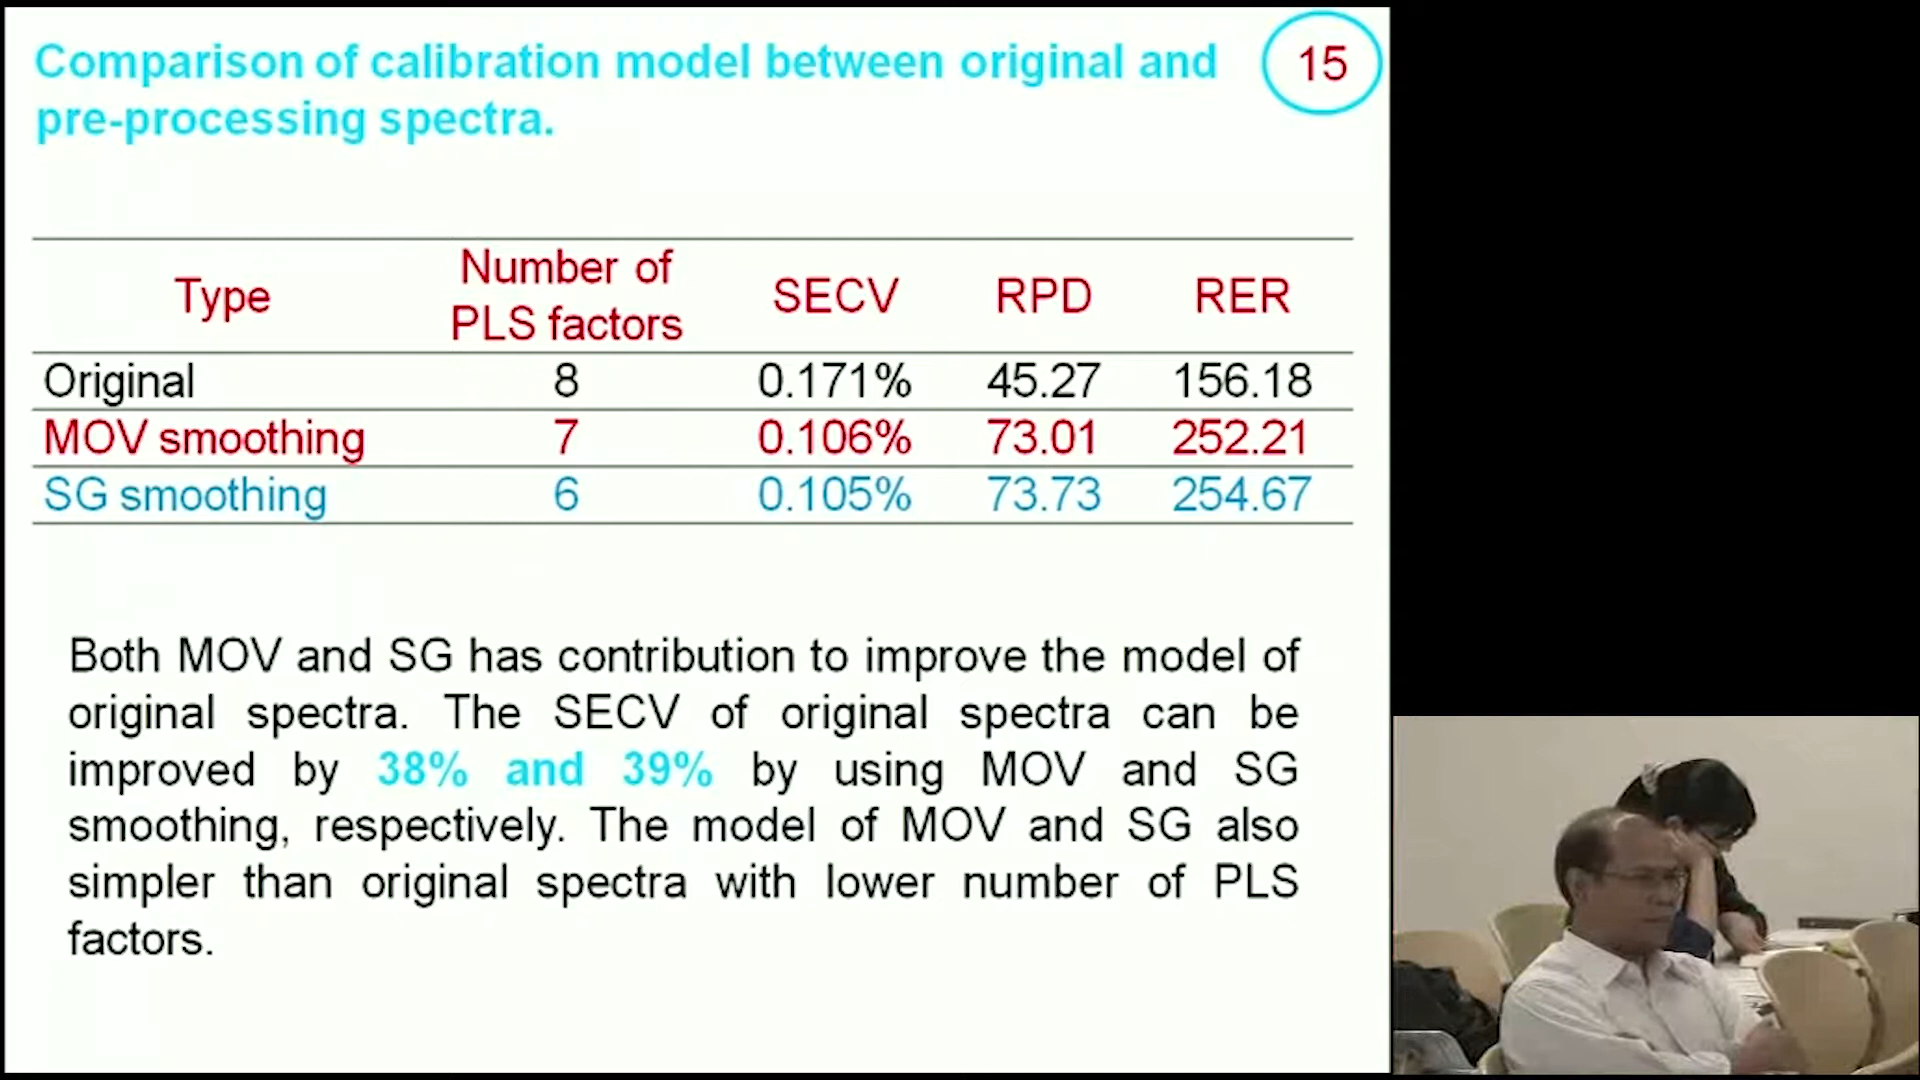 Comparison of calibration model between original and
pre-processing spectra.
15
Type Number of PLS factors SECV RPD RER
Original 8 0.171% 45.27 156.18
MOV smoothing 7 0.106% 73.01 252.21
SG smoothing 6 0.105% 73.73 254.67
Both MOV and SG has contribution to improve the model of
original spectra. The SECV of original spectra can be
improved by 38% and 39% by using MOV and SG
smoothing, respectively. The model of MOV and SG also
simpler than original spectra with lower number of PLS
factors.